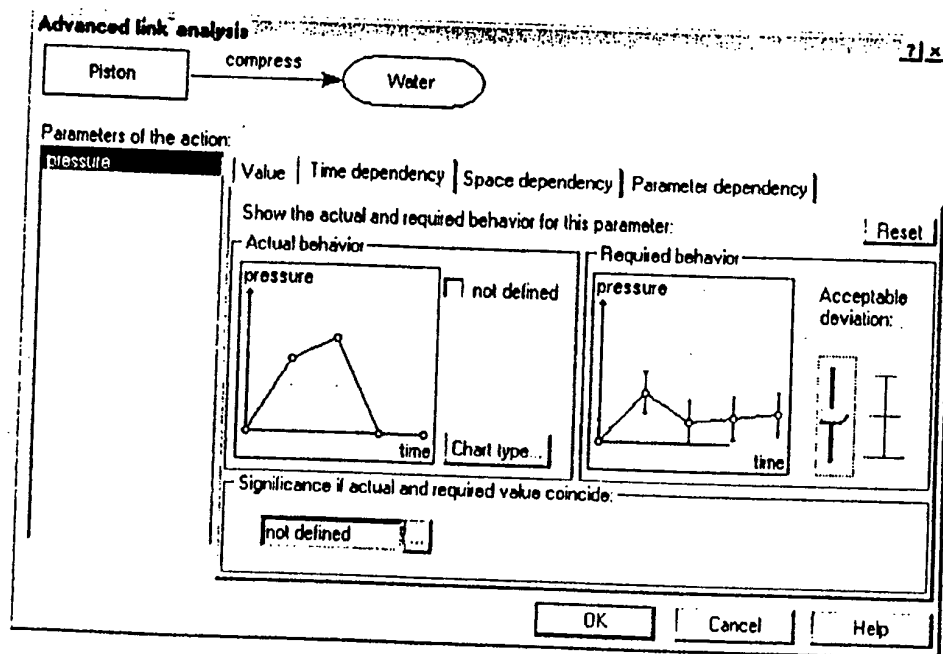 Advanced link analysis
? x
Piston
compress
Water
Parameters of the action:
pressure
Value
Time dependency
Space dependency
Parameter dependency
Show the actual and required behavior for this parameter:
Reset
Actual behavior
pressure
not defined
time
Chart type...
Required behavior
pressure
time
Acceptable
deviation:
Significance if actual and required value coincide:
not defined
...
OK
Cancel
Help